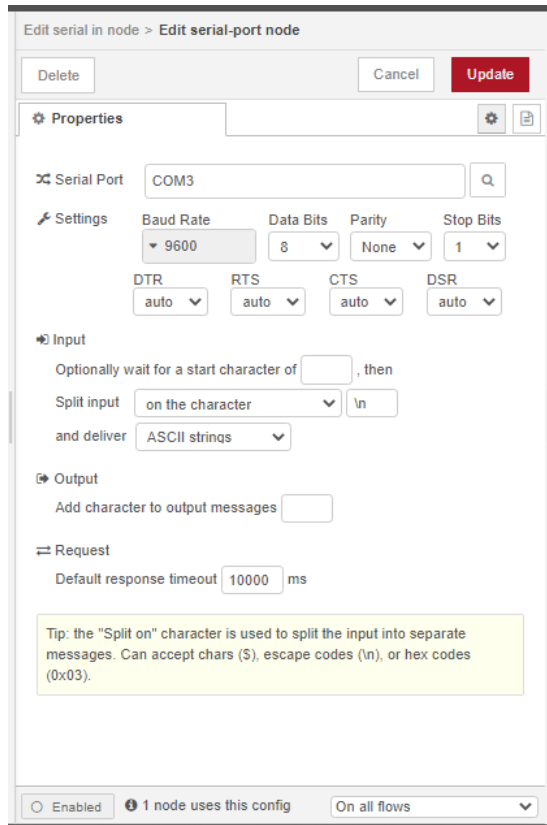 Edit serial in node > Edit serial-port node
Delete Cancel Update
Properties
Serial Port COM3
Settings Baud Rate Data Bits Parity Stop Bits
9600 8 None 1
DTR RTS CTS DSR
auto auto auto auto
Input
Optionally wait for a start character of , then
Split input on the character \n
and deliver ASCII strings
Output
Add character to output messages
Request
Default response timeout 10000 ms
Tip: the "Split on" character is used to split the input into separate
messages. Can accept chars ($), escape codes (\n), or hex codes
(0x03).
Enabled 1 node uses this config On all flows